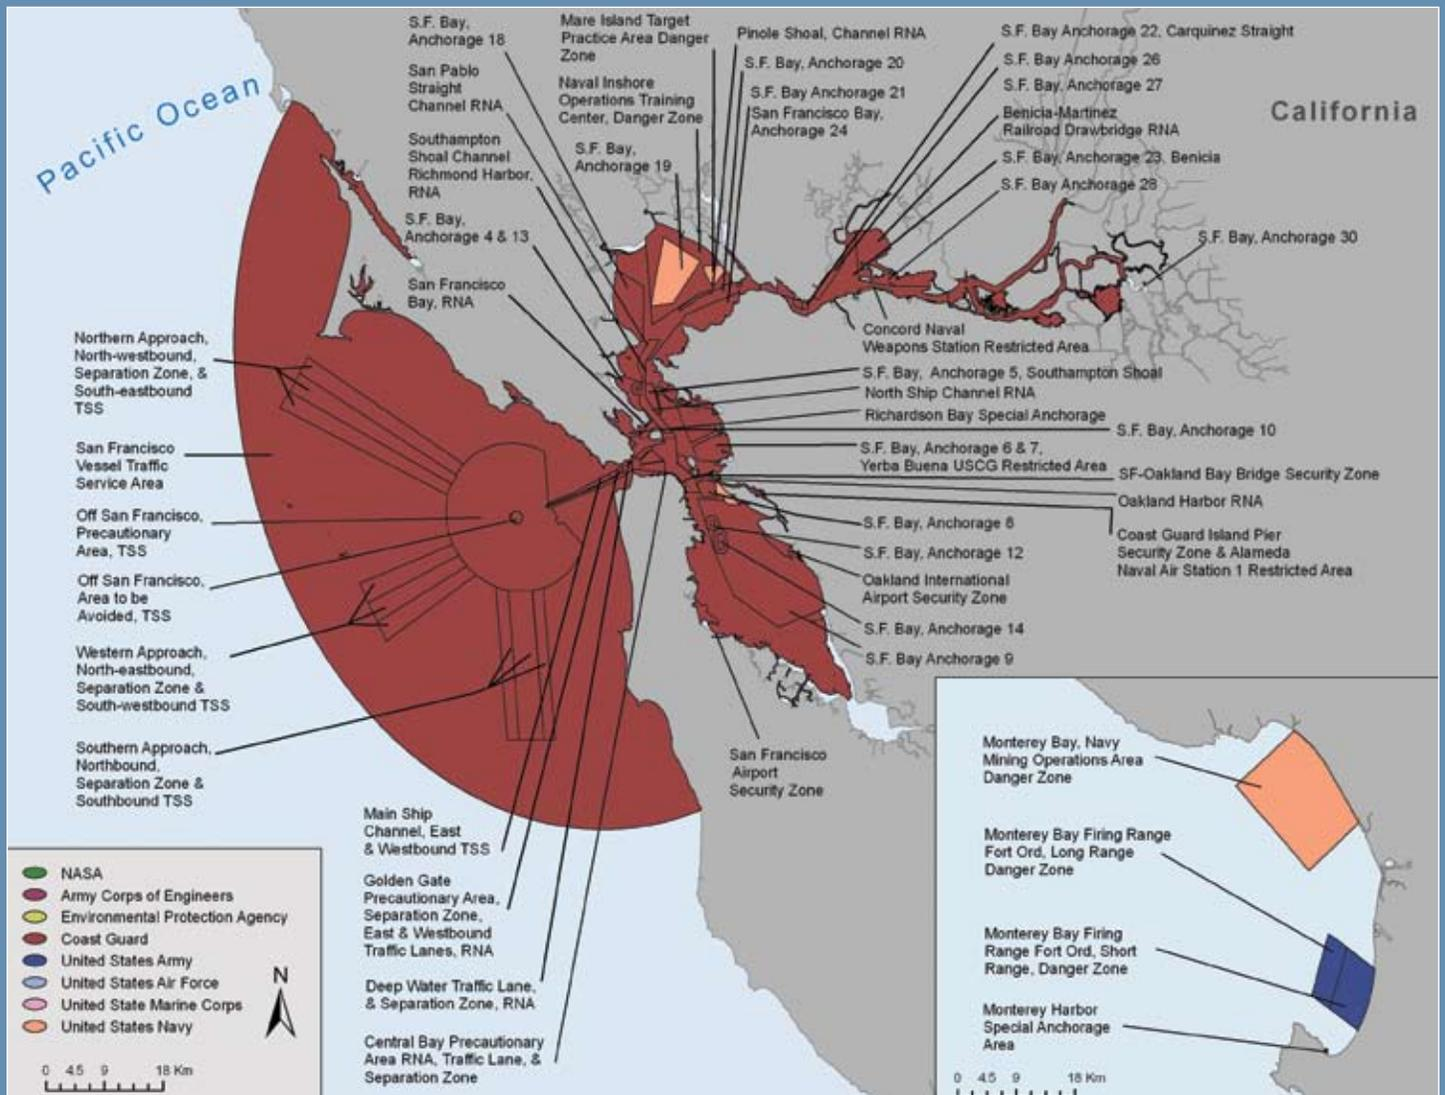 Pacific Ocean
California
S.F. Bay,
Anchorage 18
San Pablo
Straight
Channel RNA
Southampton
Shoal Channel
Richmond Harbor,
RNA
S.F. Bay,
Anchorage 4 & 13
San Francisco
Bay, RNA
Mare Island Target
Practice Area Danger
Zone
Naval Inshore
Operations Training
Center, Danger Zone
S.F. Bay,
Anchorage 19
Pinole Shoal, Channel RNA
S.F. Bay, Anchorage 20
S.F. Bay Anchorage 21
San Francisco Bay,
Anchorage 24
S.F. Bay Anchorage 22, Carquinez Straight
S.F. Bay Anchorage 26
S.F. Bay Anchorage 27
Benicia-Martinez
Railroad Drawbridge RNA
S.F. Bay, Anchorage 23, Benicia
S.F. Bay Anchorage 28
S.F. Bay, Anchorage 30
Concord Naval
Weapons Station Restricted Area
S.F. Bay, Anchorage 5, Southampton Shoal
North Ship Channel RNA
Richardson Bay Special Anchorage
S.F. Bay, Anchorage 10
S.F. Bay, Anchorage 6 & 7,
Yerba Buena USCG Restricted Area
SF-Oakland Bay Bridge Security Zone
Oakland Harbor RNA
S.F. Bay, Anchorage 8
Coast Guard Island Pier
Security Zone & Alameda
Naval Air Station 1 Restricted Area
S.F. Bay, Anchorage 12
Oakland International
Airport Security Zone
S.F. Bay, Anchorage 14
S.F. Bay Anchorage 9
San Francisco
Airport
Security Zone
Northern Approach,
North-westbound,
Separation Zone, &
South-eastbound
TSS
San Francisco
Vessel Traffic
Service Area
Off San Francisco,
Precautionary
Area, TSS
Off San Francisco,
Area to be
Avoided, TSS
Western Approach,
North-eastbound,
Separation Zone &
South-westbound TSS
Southern Approach,
Northbound,
Separation Zone &
Southbound TSS
Main Ship
Channel, East
& Westbound TSS
Golden Gate
Precautionary Area,
Separation Zone,
East & Westbound
Traffic Lanes, RNA
Deep Water Traffic Lane,
& Separation Zone, RNA
Central Bay Precautionary
Area RNA, Traffic Lane, &
Separation Zone
NASA
Army Corps of Engineers
Environmental Protection Agency
Coast Guard
United States Army
United States Air Force
United State Marine Corps
United States Navy
N
0 4.5 9 18 Km
Monterey Bay, Navy
Mining Operations Area
Danger Zone
Monterey Bay Firing Range
Fort Ord, Long Range
Danger Zone
Monterey Bay Firing
Range Fort Ord, Short
Range, Danger Zone
Monterey Harbor
Special Anchorage
Area
0 4.5 9 18 Km